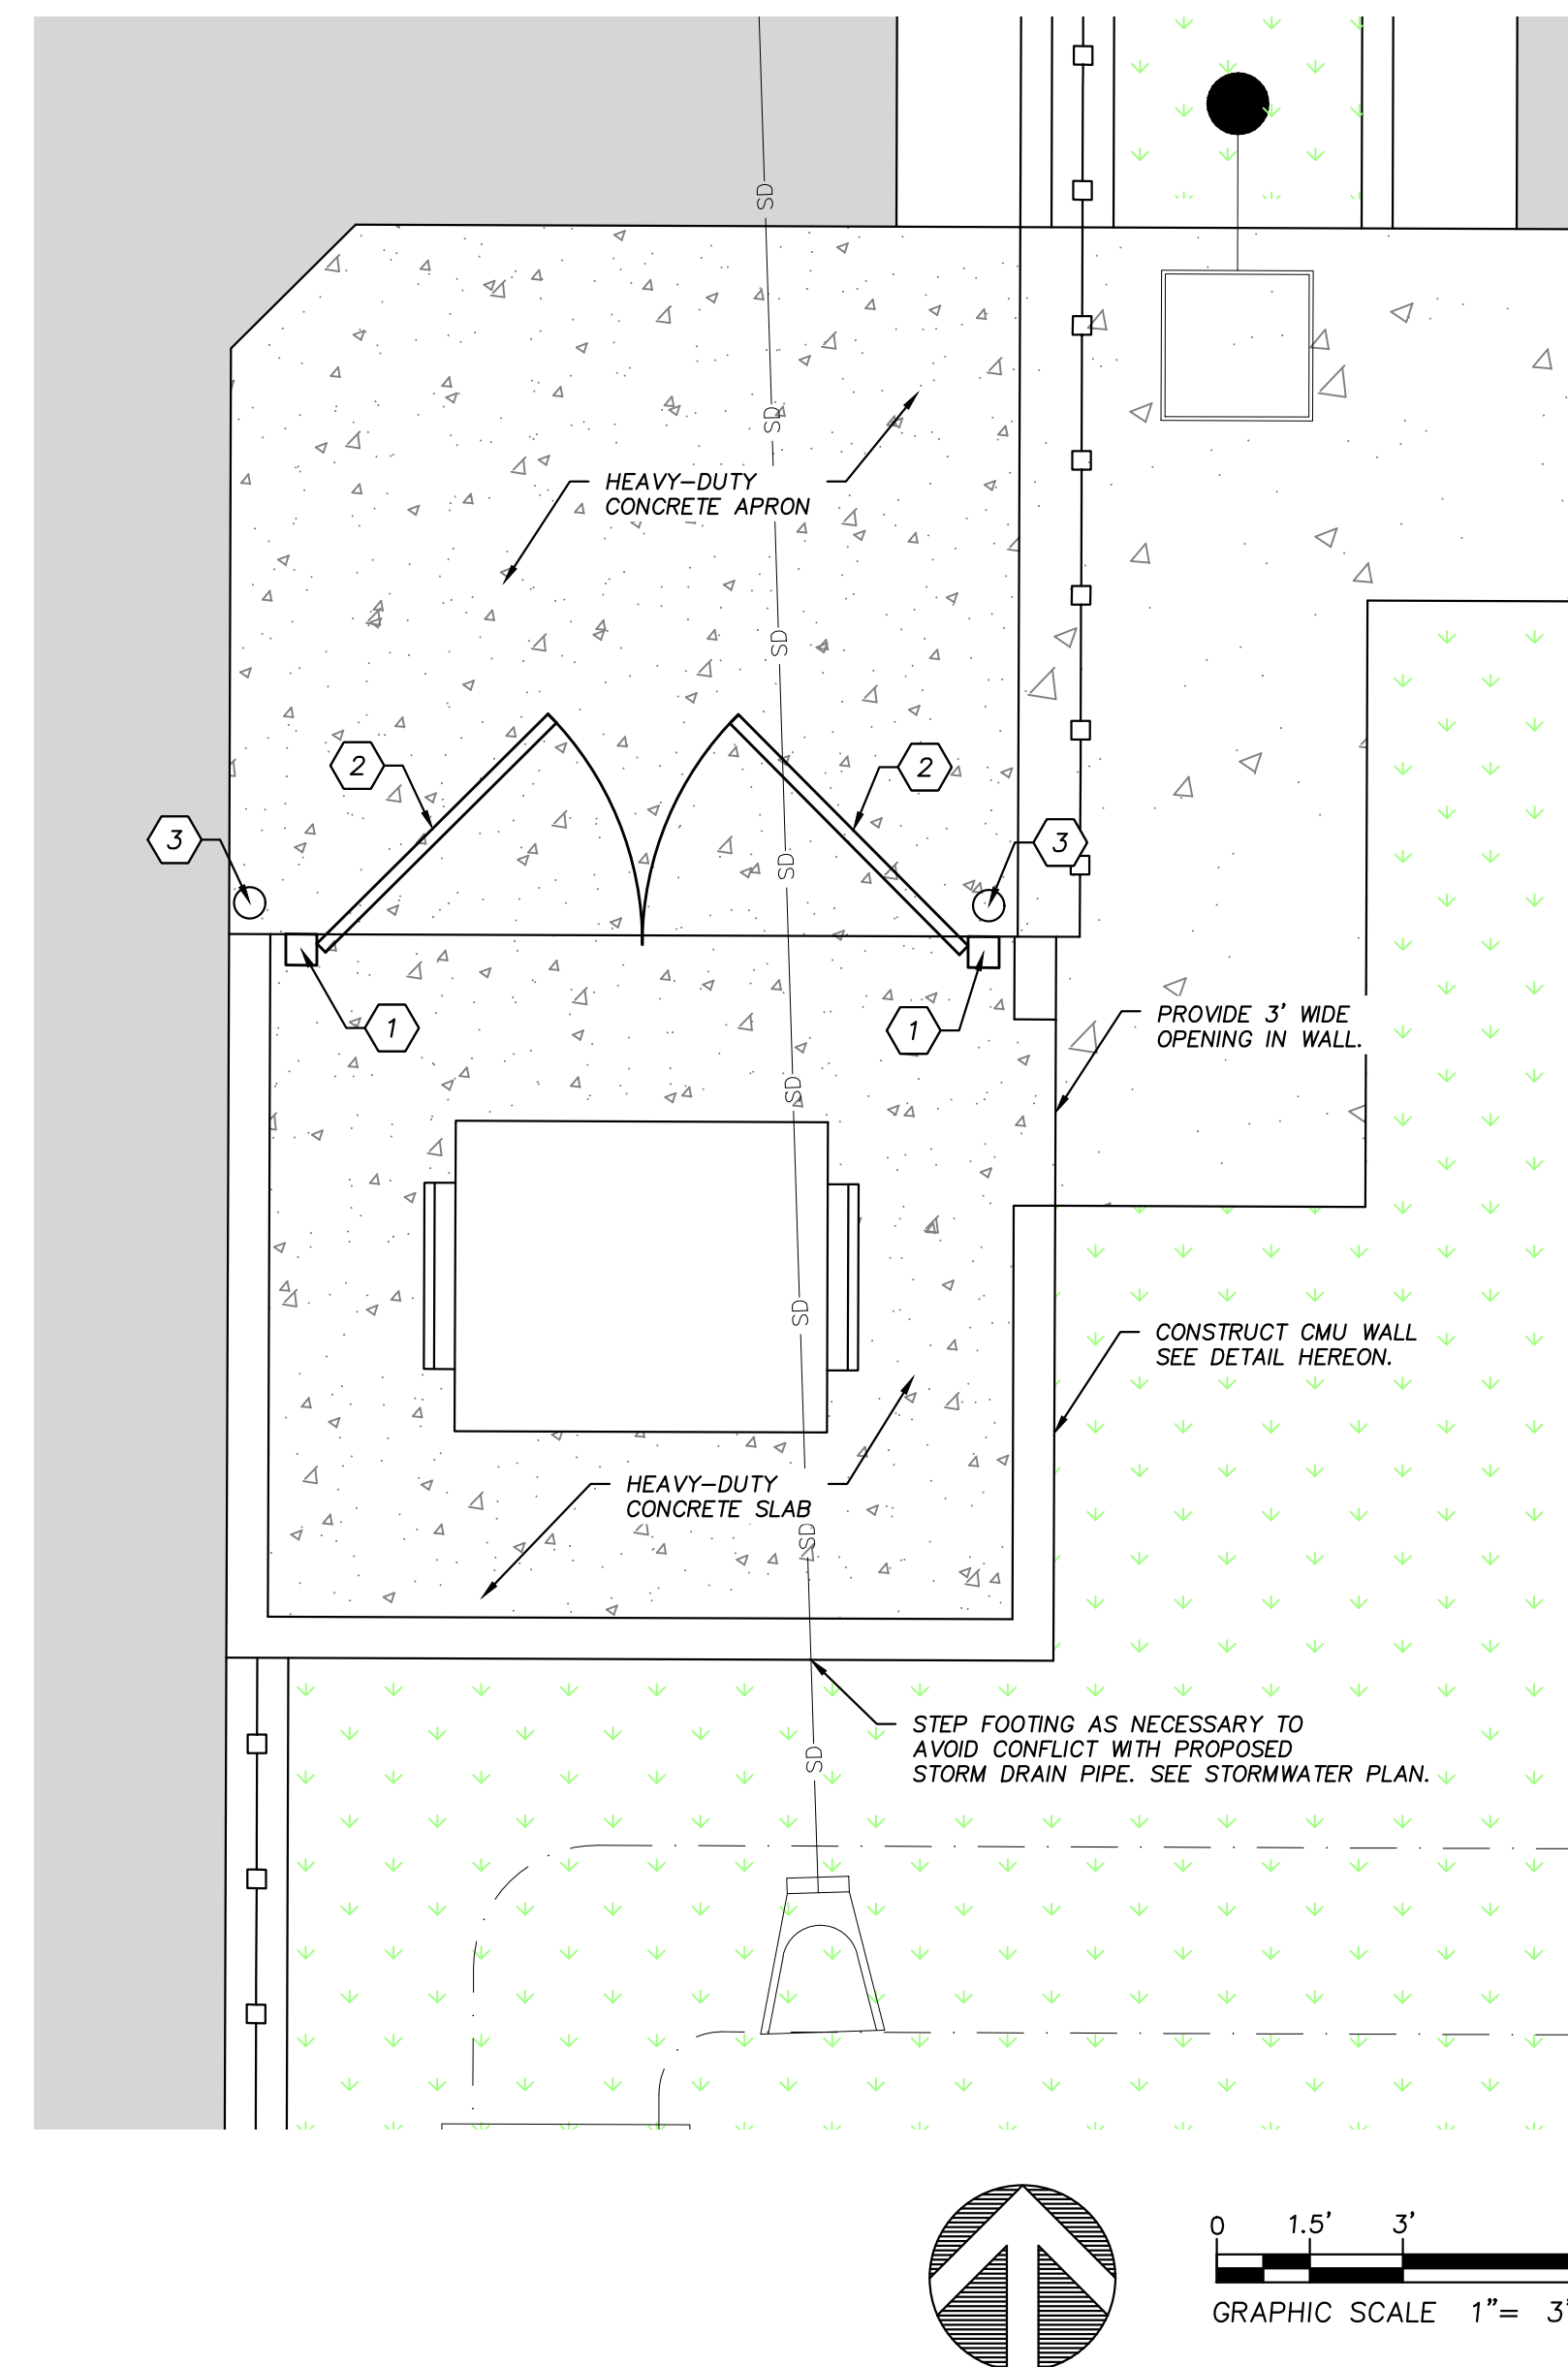 SD
SD
HEAVY-DUTY
CONCRETE APRON
SD
2
2
3
3
SD
PROVIDE 3' WIDE
OPENING IN WALL.
1
1
SD
SD
CONSTRUCT CMU WALL
SEE DETAIL HEREON.
HEAVY-DUTY
CONCRETE SLAB
SD
STEP FOOTING AS NECESSARY TO
AVOID CONFLICT WITH PROPOSED
STORM DRAIN PIPE. SEE STORMWATER PLAN.
SD
0 1.5' 3'
GRAPHIC SCALE 1"= 3'